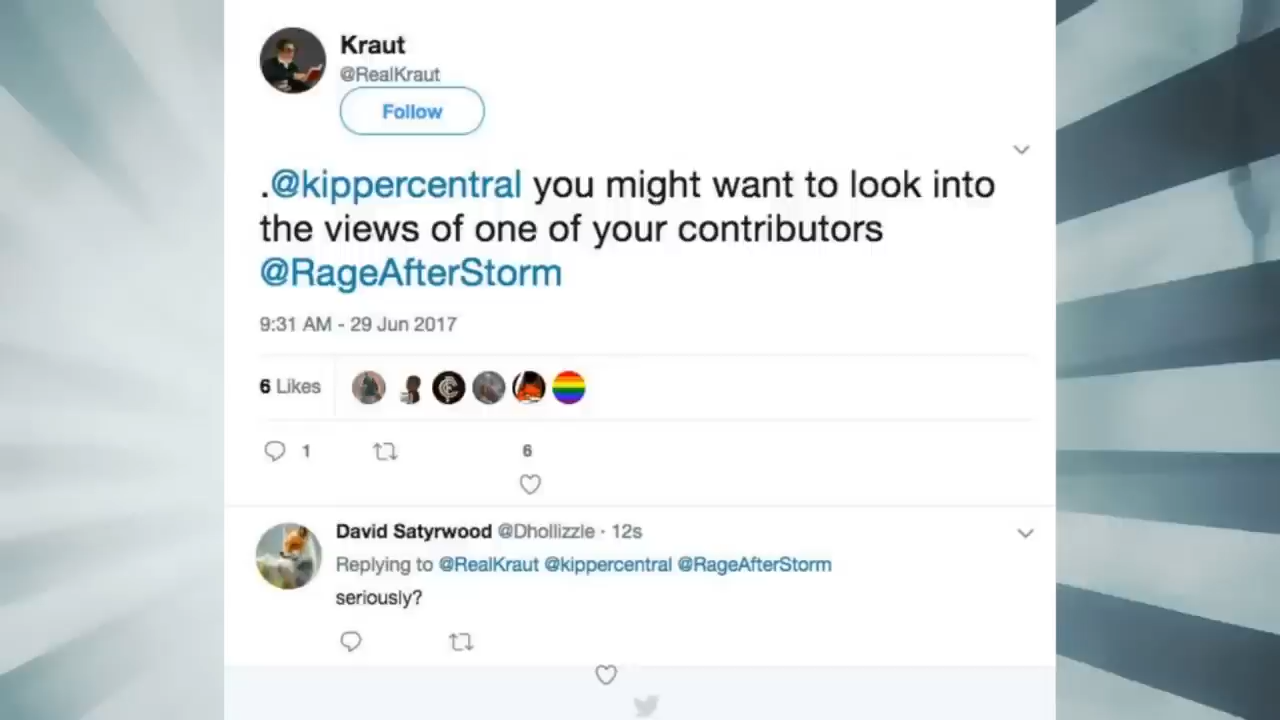 Kraut
@RealKraut
Follow
.@kippercentral you might want to look into
the views of one of your contributors
@RageAfterStorm
9:31 AM - 29 Jun 2017
6 Likes
1
6
David Satyrwood @Dhollizzle · 12s
Replying to @RealKraut @kippercentral @RageAfterStorm
seriously?